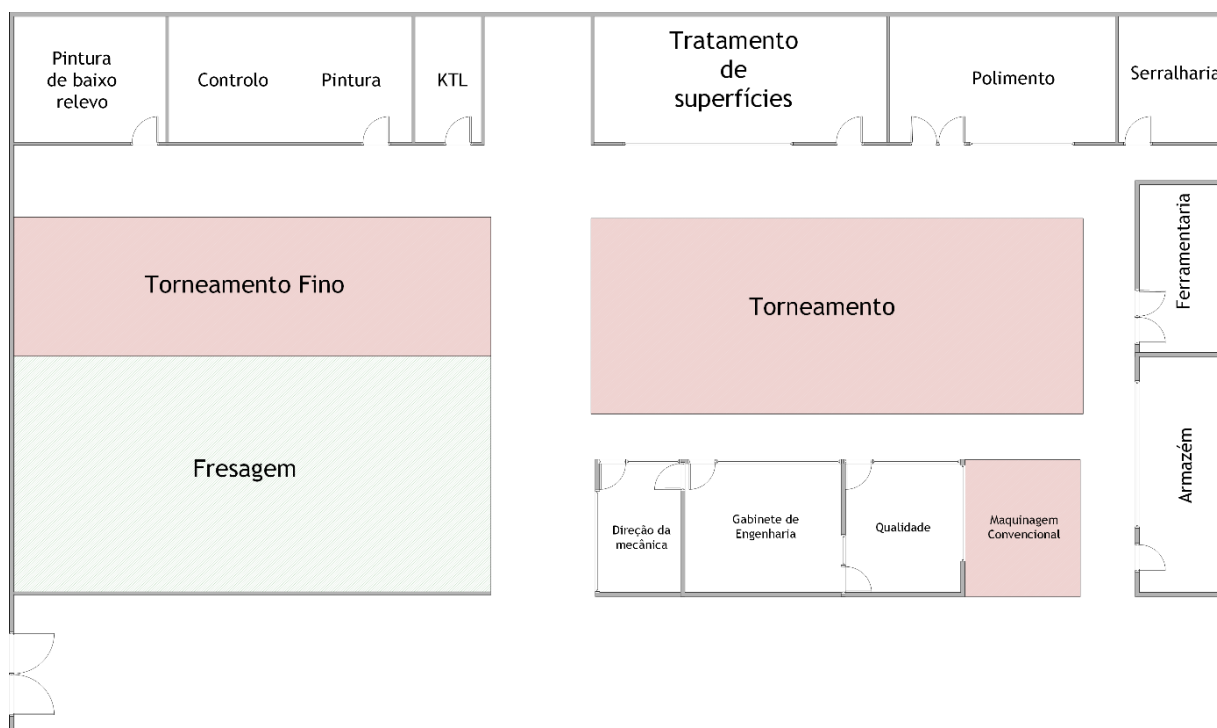 Pintura
de baixo
relevo
Controlo
Pintura
KTL
Tratamento
de
superfícies
Polimento
Serralharia
Torneamento Fino
Torneamento
Ferramentaria
Fresagem
Armazém
Direção da
mecânica
Gabinete de
Engenharia
Qualidade
Maquinagem
Convencional